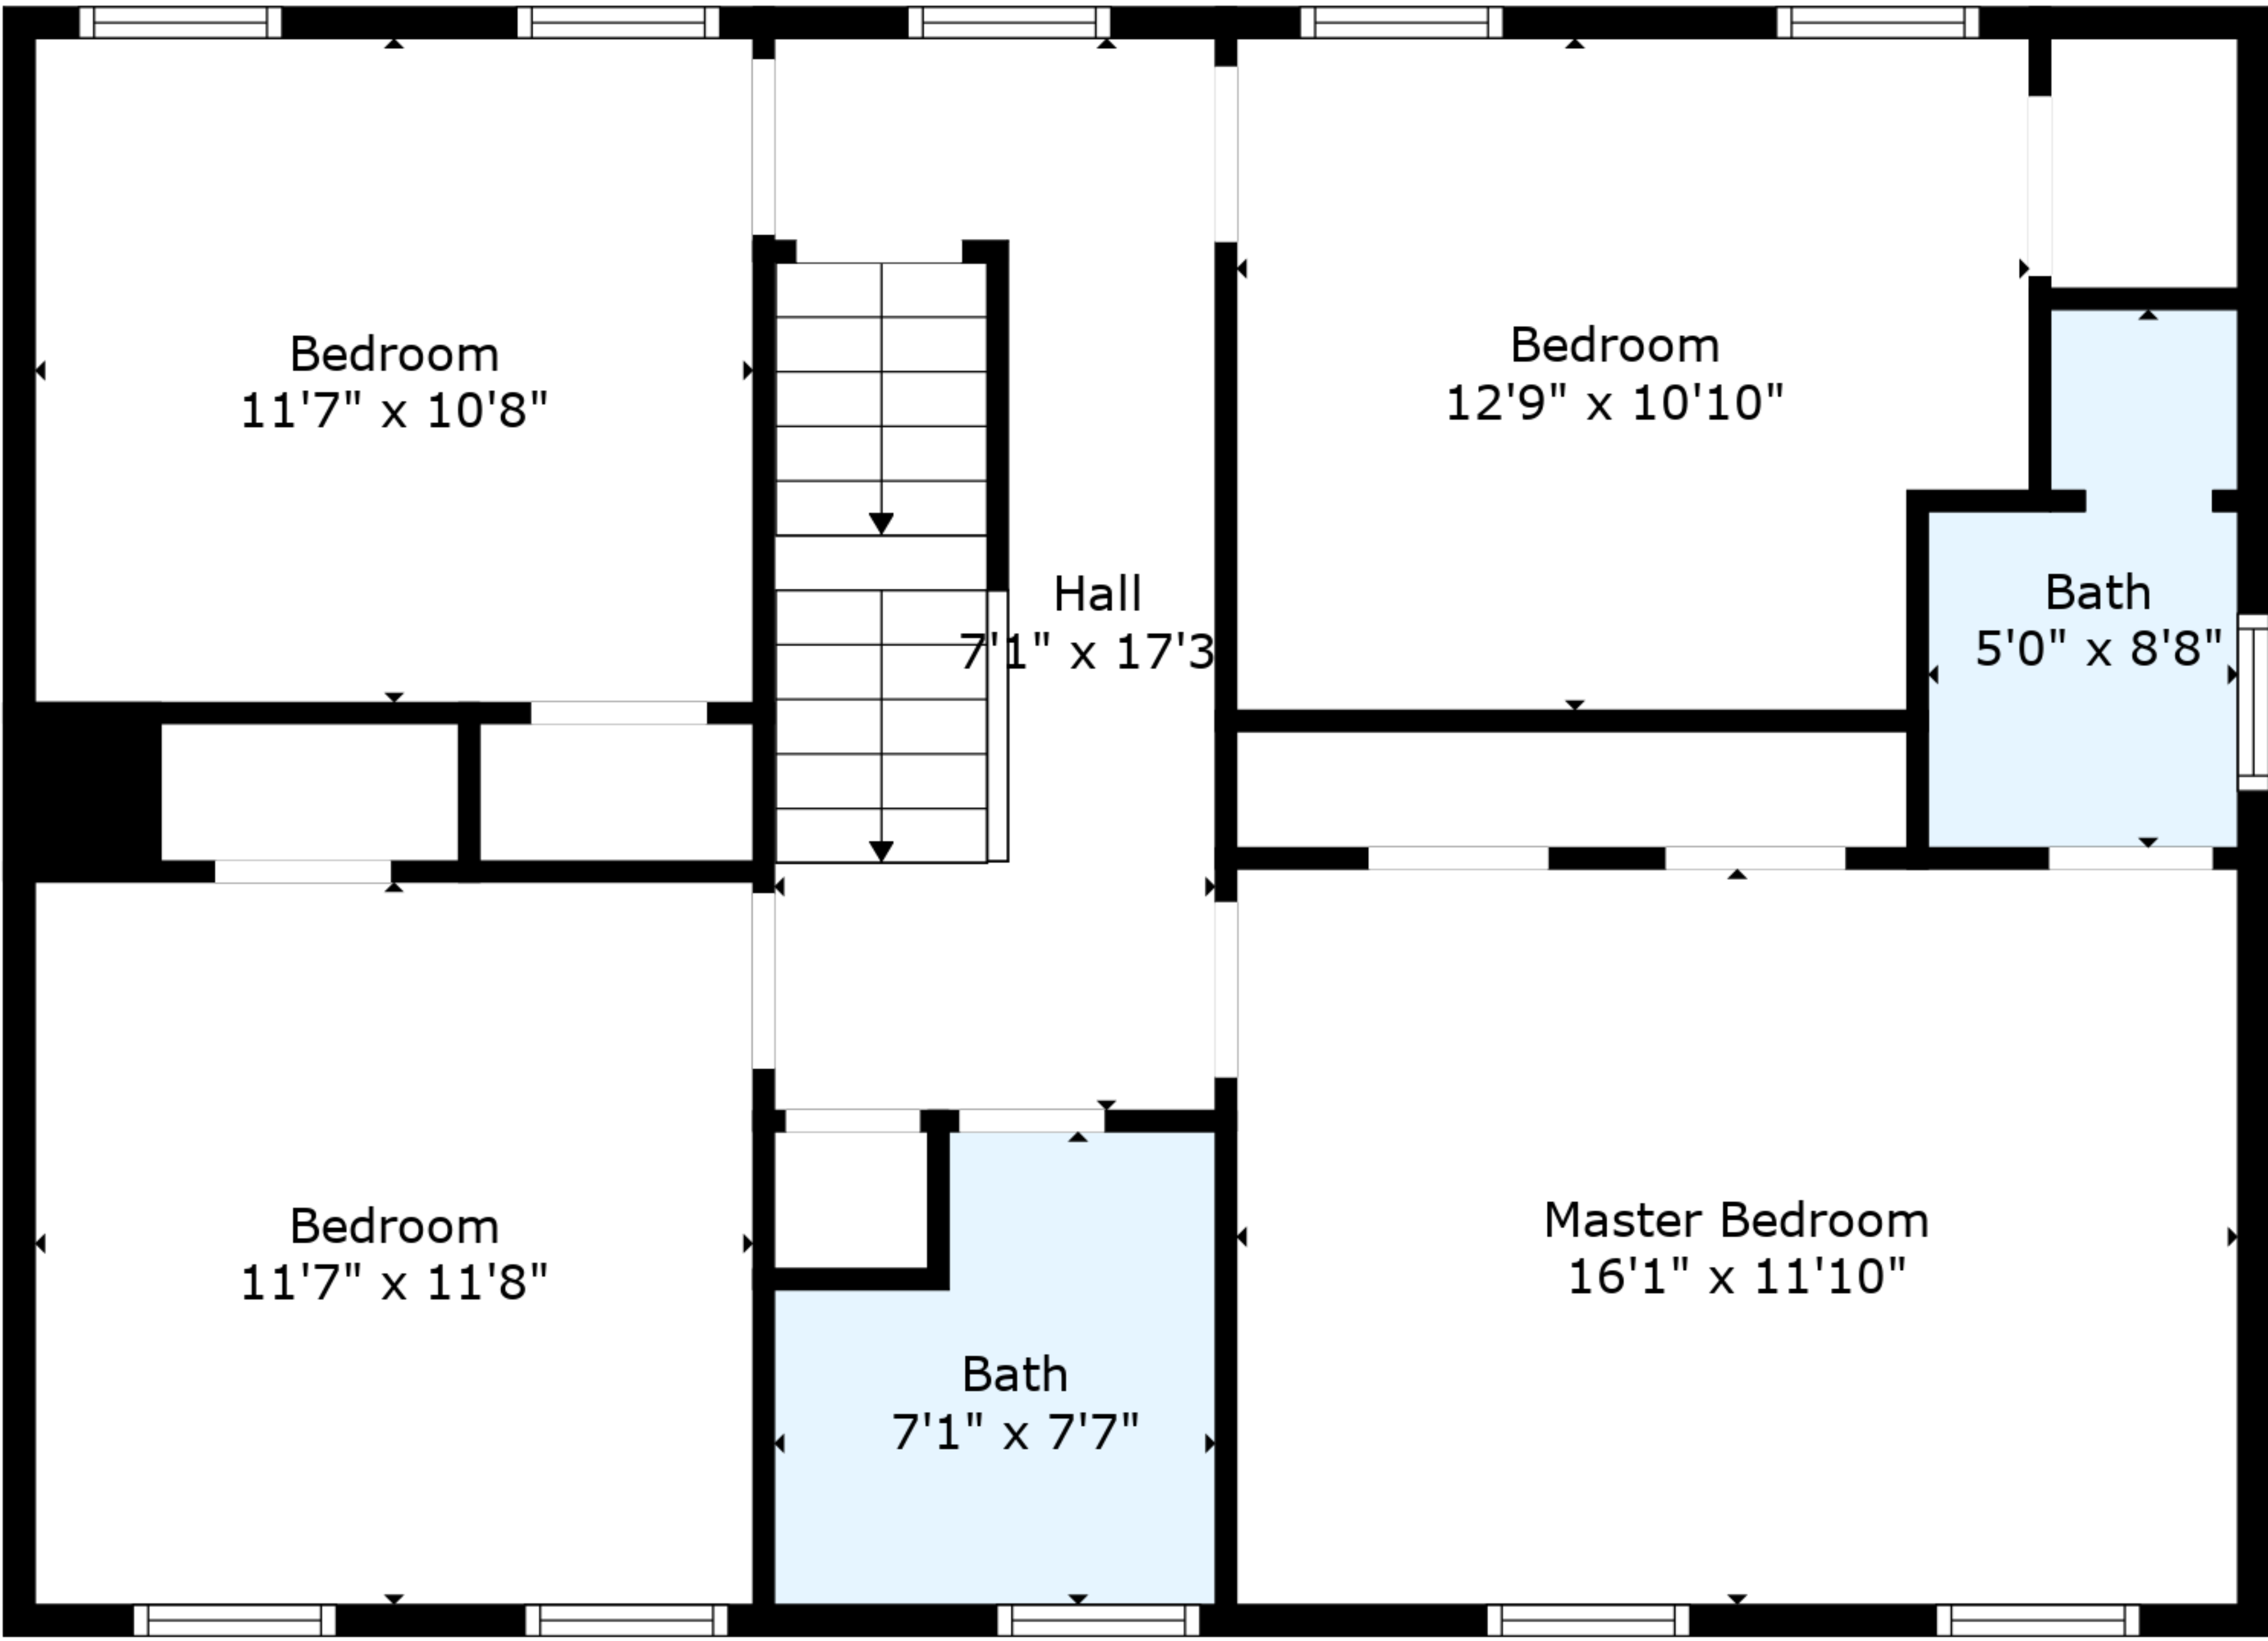 Bedroom
11'7" x 10'8"
Bedroom
12'9" x 10'10"
Hall
7'1" x 17'3
Bath
5'0" x 8'8"
Bedroom
11'7" x 11'8"
Master Bedroom
16'1" x 11'10"
Bath
7'1" x 7'7"